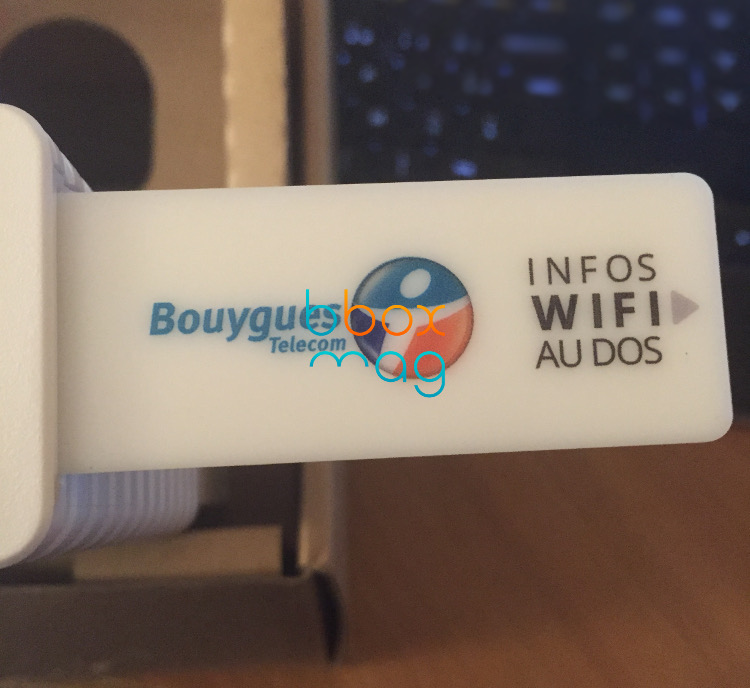 Bouygues
Telecom
bbox
mag
INFOS
WIFI
AU DOS